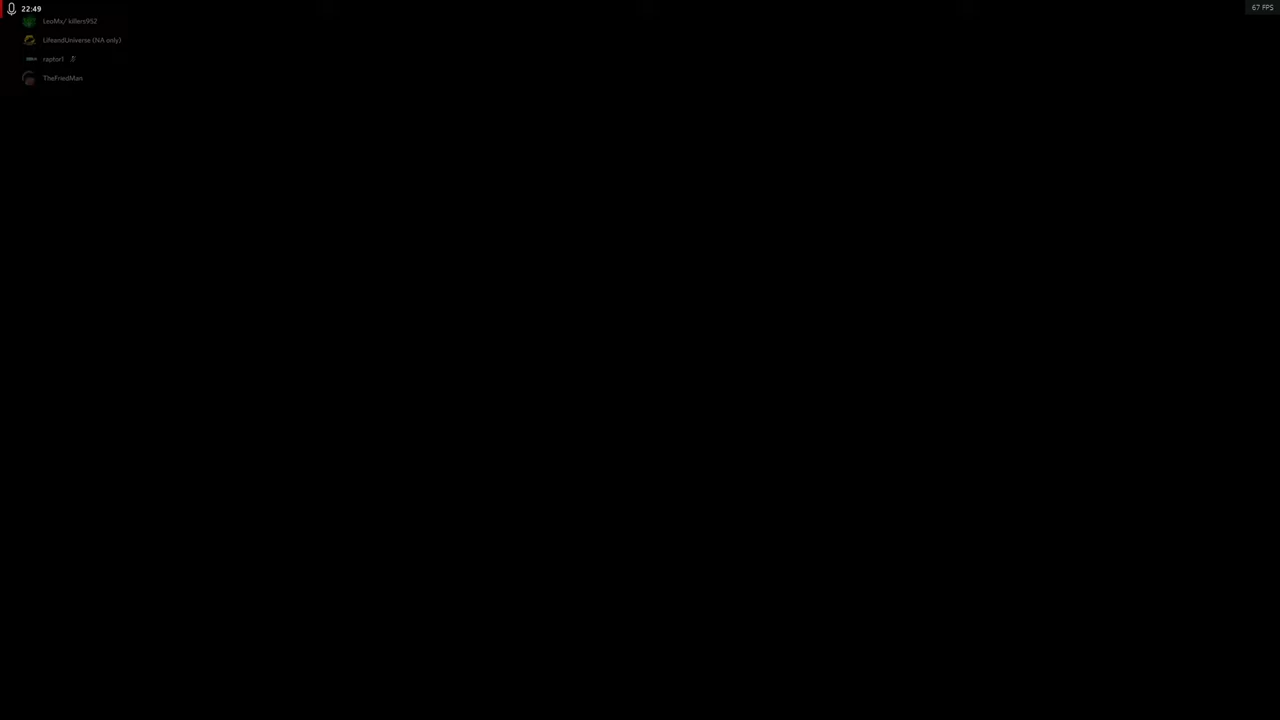 22:49
67 FPS
LeoMs/ killers952
LifeandUniverse (NA only)
raptor1
TheFriedMan